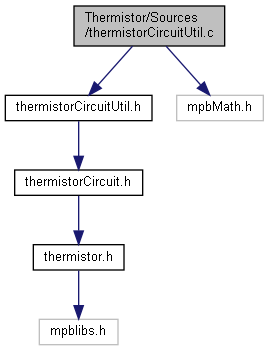 Thermistor/Sources
/thermistorCircuitUtil.c
thermistorCircuitUtil.h
mpbMath.h
thermistorCircuit.h
thermistor.h
mpblibs.h